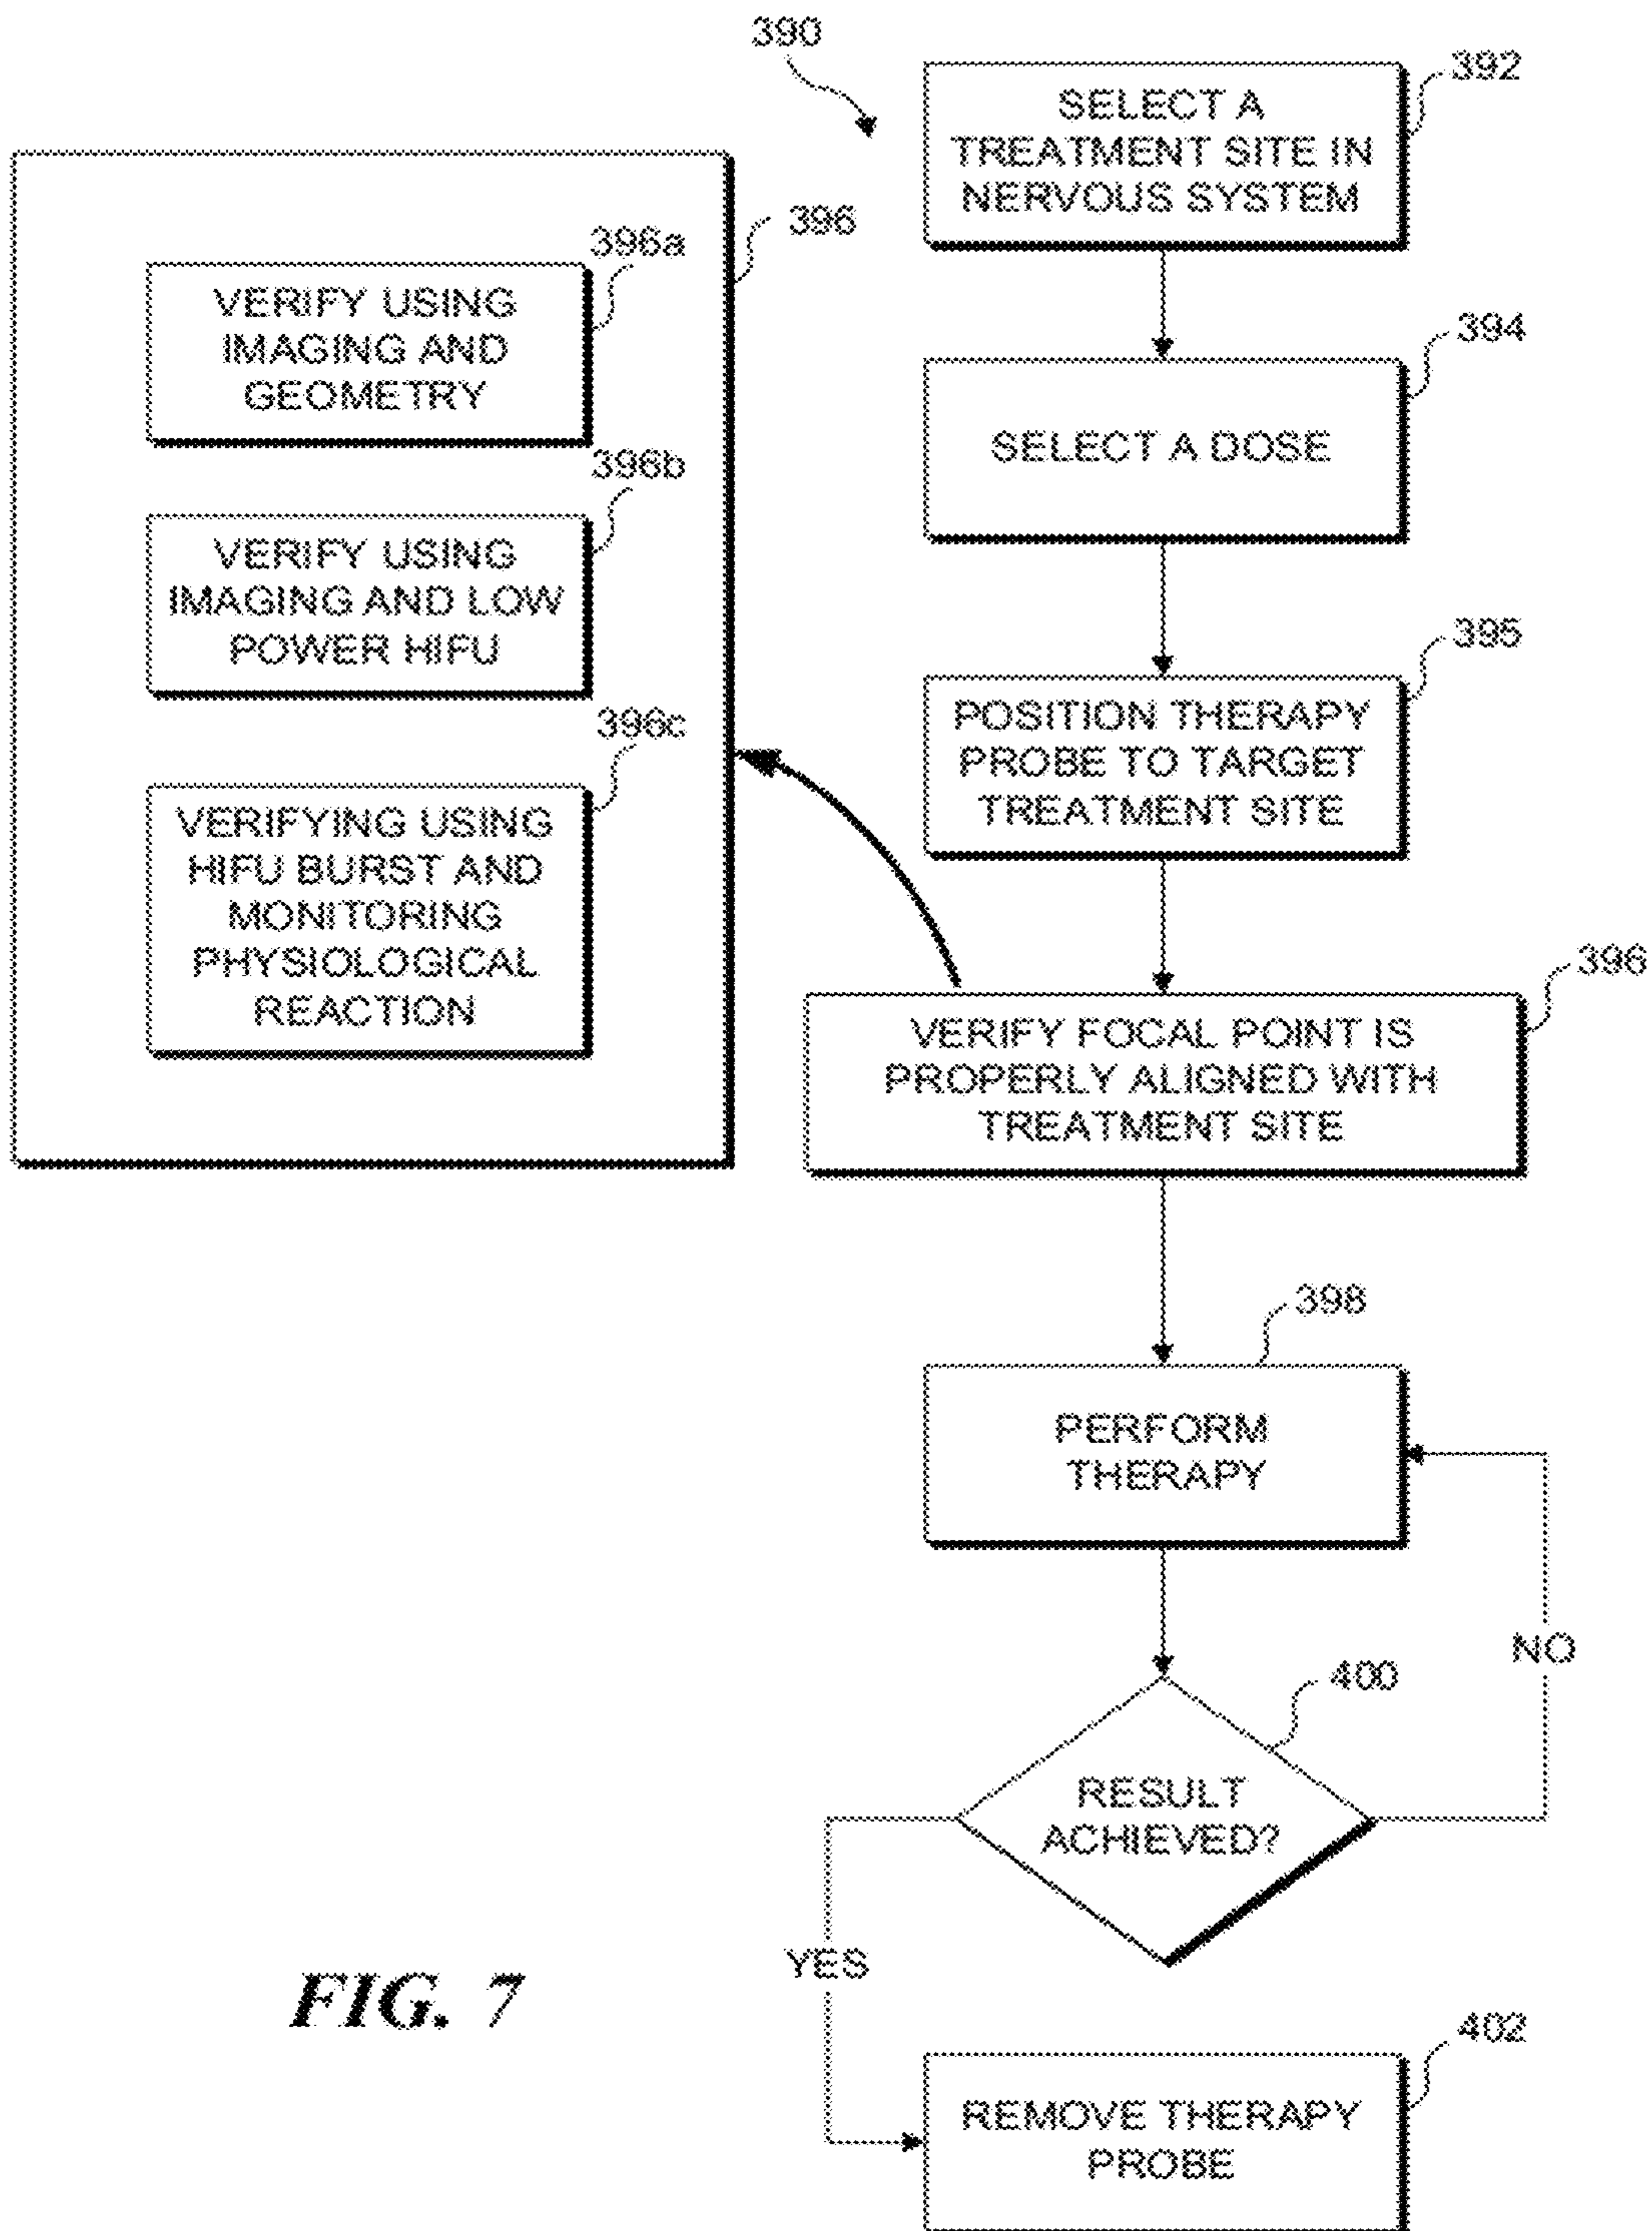 390
392
SELECT A
TREATMENT SITE IN
NERVOUS SYSTEM
396
396a
VERIFY USING
IMAGING AND
GEOMETRY
394
SELECT A DOSE
396b
VERIFY USING
IMAGING AND LOW
POWER HIFU
395
POSITION THERAPY
PROBE TO TARGET
TREATMENT SITE
396c
VERIFYING USING
HIFU BURST AND
MONITORING
PHYSIOLOGICAL
REACTION
396
VERIFY FOCAL POINT IS
PROPERLY ALIGNED WITH
TREATMENT SITE
398
PERFORM
THERAPY
NO
400
RESULT
ACHIEVED?
YES
FIG. 7
402
REMOVE THERAPY
PROBE